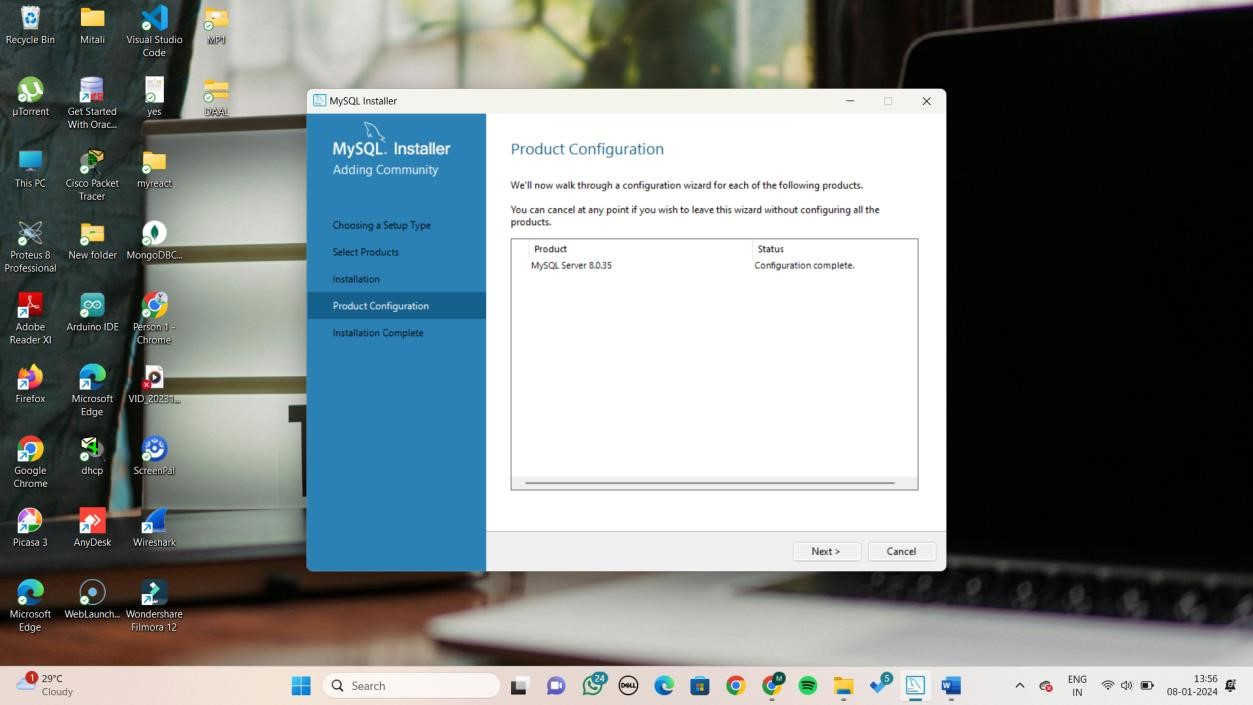 Recycle Bin
Mitali
Visual Studio
Code
MP1
µTorrent
Get Started
With Orac...
yes
DAAL
This PC
Cisco Packet
Tracer
myreact
Proteus 8
Professional
New folder
MongoDBC...
Adobe
Reader XI
Arduino IDE
Person 1 -
Chrome
Firefox
Microsoft
Edge
VID_20231...
Google
Chrome
dhcp
ScreenPal
Picasa 3
AnyDesk
Wireshark
Microsoft
Edge
WebLaunch...
Wondershare
Filmora 12
MySQL Installer
MySQL. Installer
Adding Community
Choosing a Setup Type
Select Products
Installation
Product Configuration
Installation Complete
Product Configuration
We'll now walk through a configuration wizard for each of the following products.
You can cancel at any point if you wish to leave this wizard without configuring all the
products.
Product Status
MySQL Server 8.0.35 Configuration complete.
Next > Cancel
1
29°C
Cloudy
Search
24
DELL
M
5
W
ENG
IN
13:56
08-01-2024